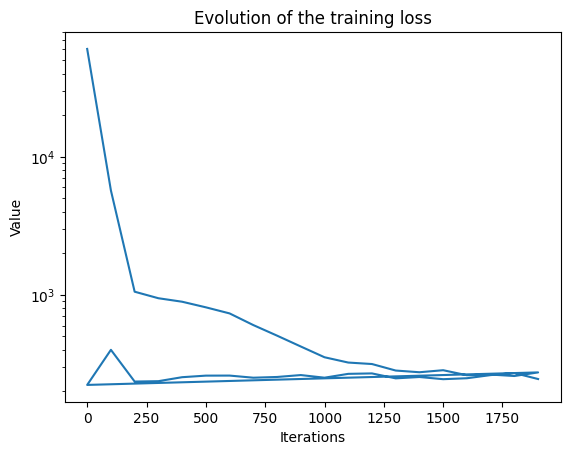 Evolution of the training loss
Value
10^4
10^3
0 250 500 750 1000 1250 1500 1750
Iterations